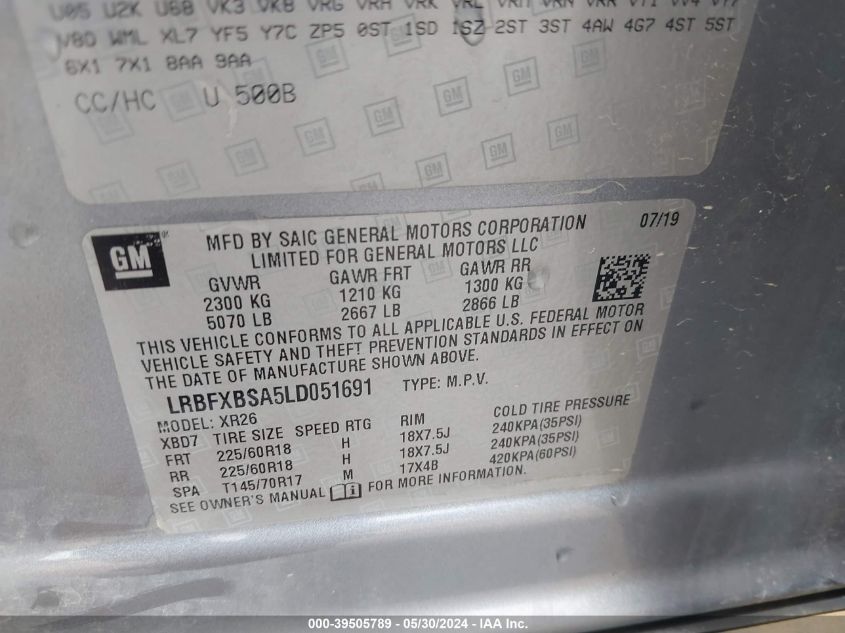 U05 U2K U68 VK3 VK8 VRG VRH VRK VRL VRM VRN VRR VT7 VV4
V8D WML XL7 YF5 Y7C ZP5 0ST 1SD 1SZ 2ST 3ST 4AW 4G7 4ST 5ST
6X1 7X1 8AA 9AA
CC/HC U 500B
GM
MFD BY SAIC GENERAL MOTORS CORPORATION 07/19
LIMITED FOR GENERAL MOTORS LLC
GVWR GAWR FRT GAWR RR
2300 KG 1210 KG 1300 KG
5070 LB 2667 LB 2866 LB
THIS VEHICLE CONFORMS TO ALL APPLICABLE U.S. FEDERAL MOTOR
VEHICLE SAFETY AND THEFT PREVENTION STANDARDS IN EFFECT ON
THE DATE OF MANUFACTURE SHOWN ABOVE.
LRBFXBSA5LD051691 TYPE: M.P.V.
MODEL: XR26
XBD7 TIRE SIZE SPEED RTG RIM COLD TIRE PRESSURE
FRT 225/60R18 H 18X7.5J 240KPA(35PSI)
RR 225/60R18 H 18X7.5J 240KPA(35PSI)
SPA T145/70R17 M 17X4B 420KPA(60PSI)
SEE OWNER'S MANUAL FOR MORE INFORMATION.
000-39505789 - 05/30/2024 - IAA Inc.